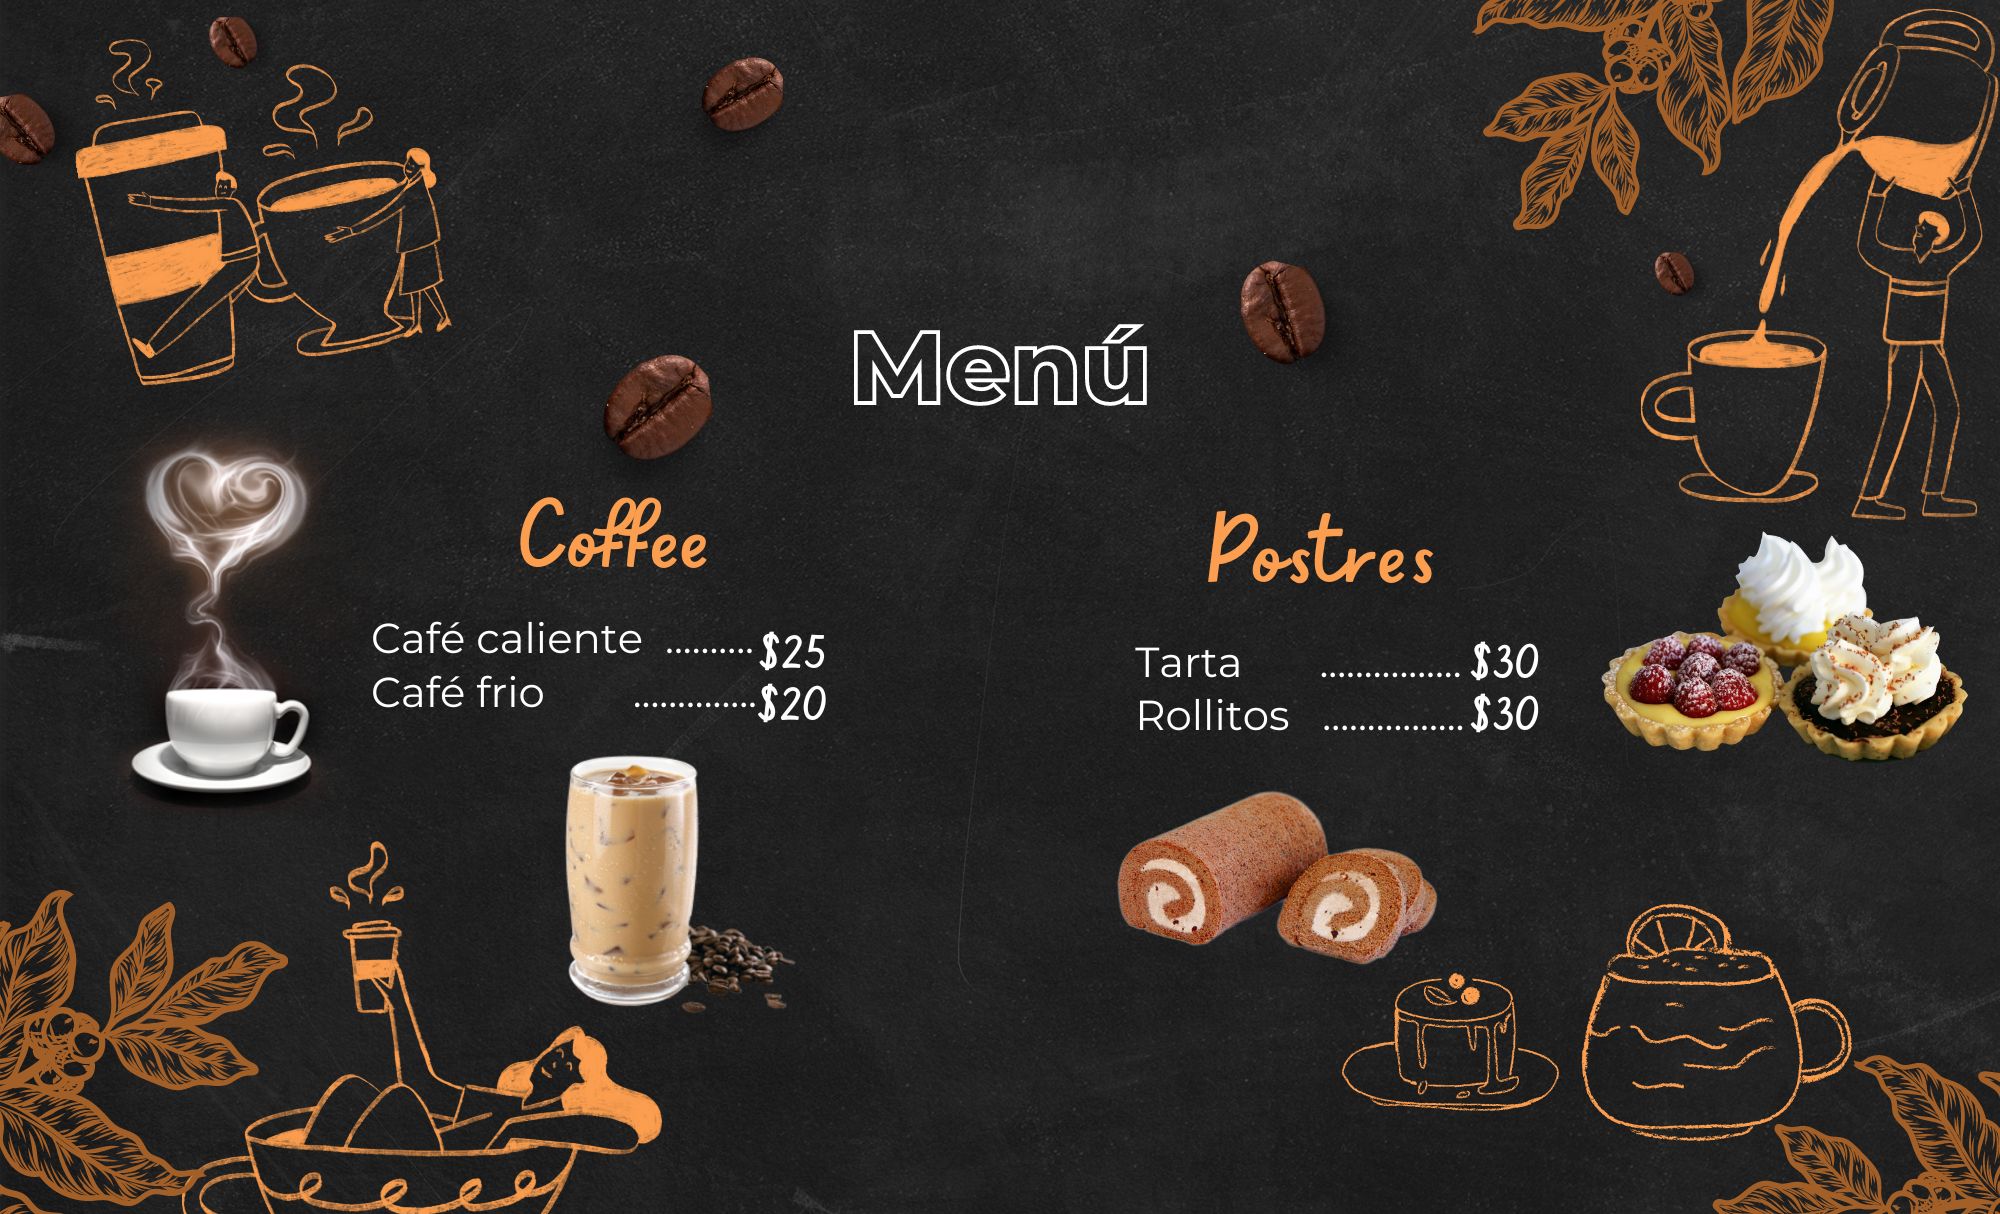 Menú
Coffee
Café caliente ..........$25
Café frio ..............$20
Postres
Tarta ................$30
Rollitos ................$30